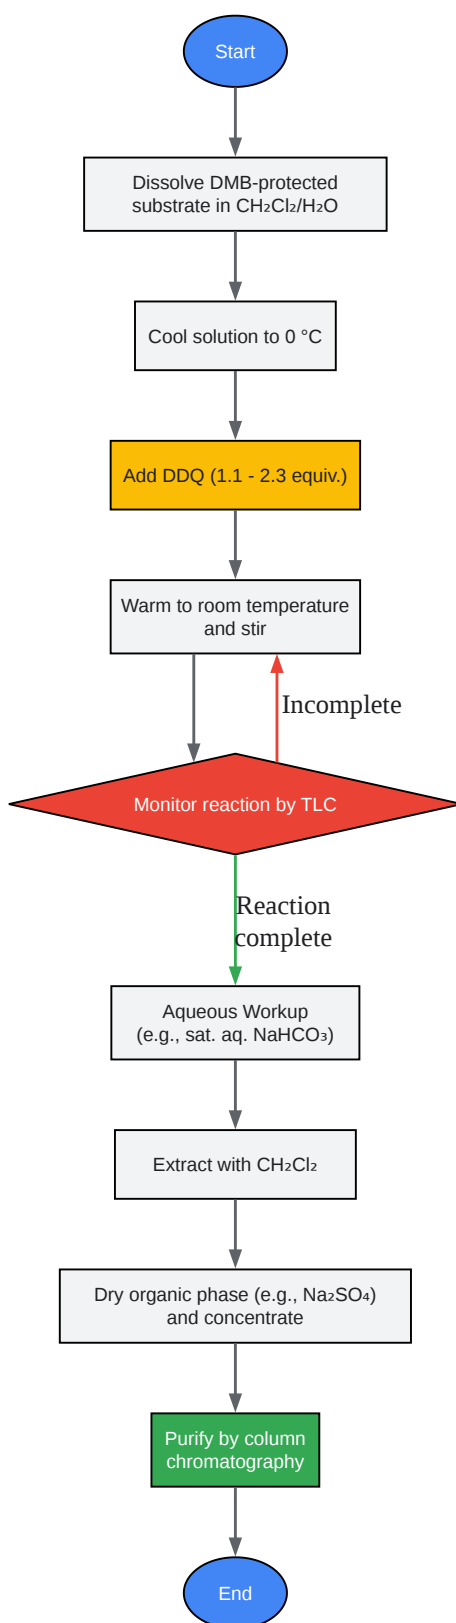 Start
Dissolve DMB-protected
substrate in CH₂Cl₂/H₂O
Cool solution to 0 °C
Add DDQ (1.1 - 2.3 equiv.)
Warm to room temperature
and stir
Incomplete
Monitor reaction by TLC
Reaction
complete
Aqueous Workup
(e.g., sat. aq. NaHCO₃)
Extract with CH₂Cl₂
Dry organic phase (e.g., Na₂SO₄)
and concentrate
Purify by column
chromatography
End